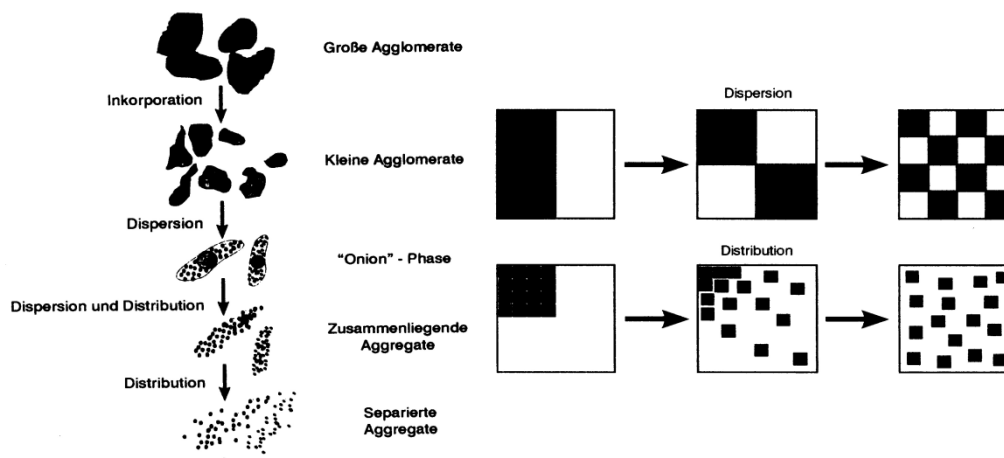 Große Agglomerate
Inkorporation
Kleine Agglomerate
Dispersion
"Onion" - Phase
Dispersion und Distribution
Zusammenliegende
Aggregate
Distribution
Separierte
Aggregate
Dispersion
Distribution